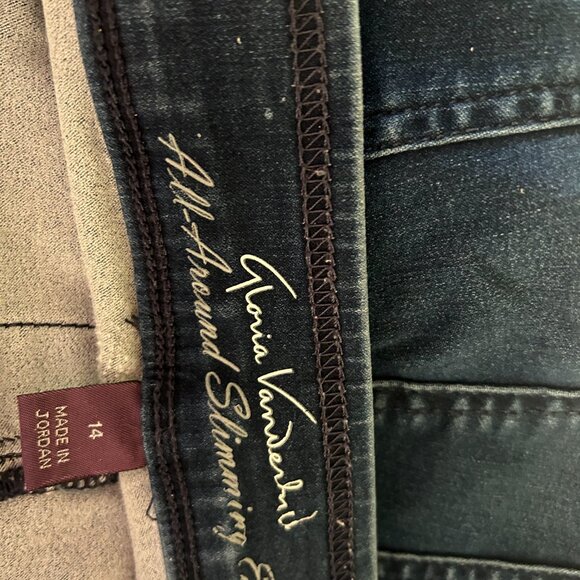 Gloria Vanderbilt
All-Around Slimming
14
MADE IN
JORDAN